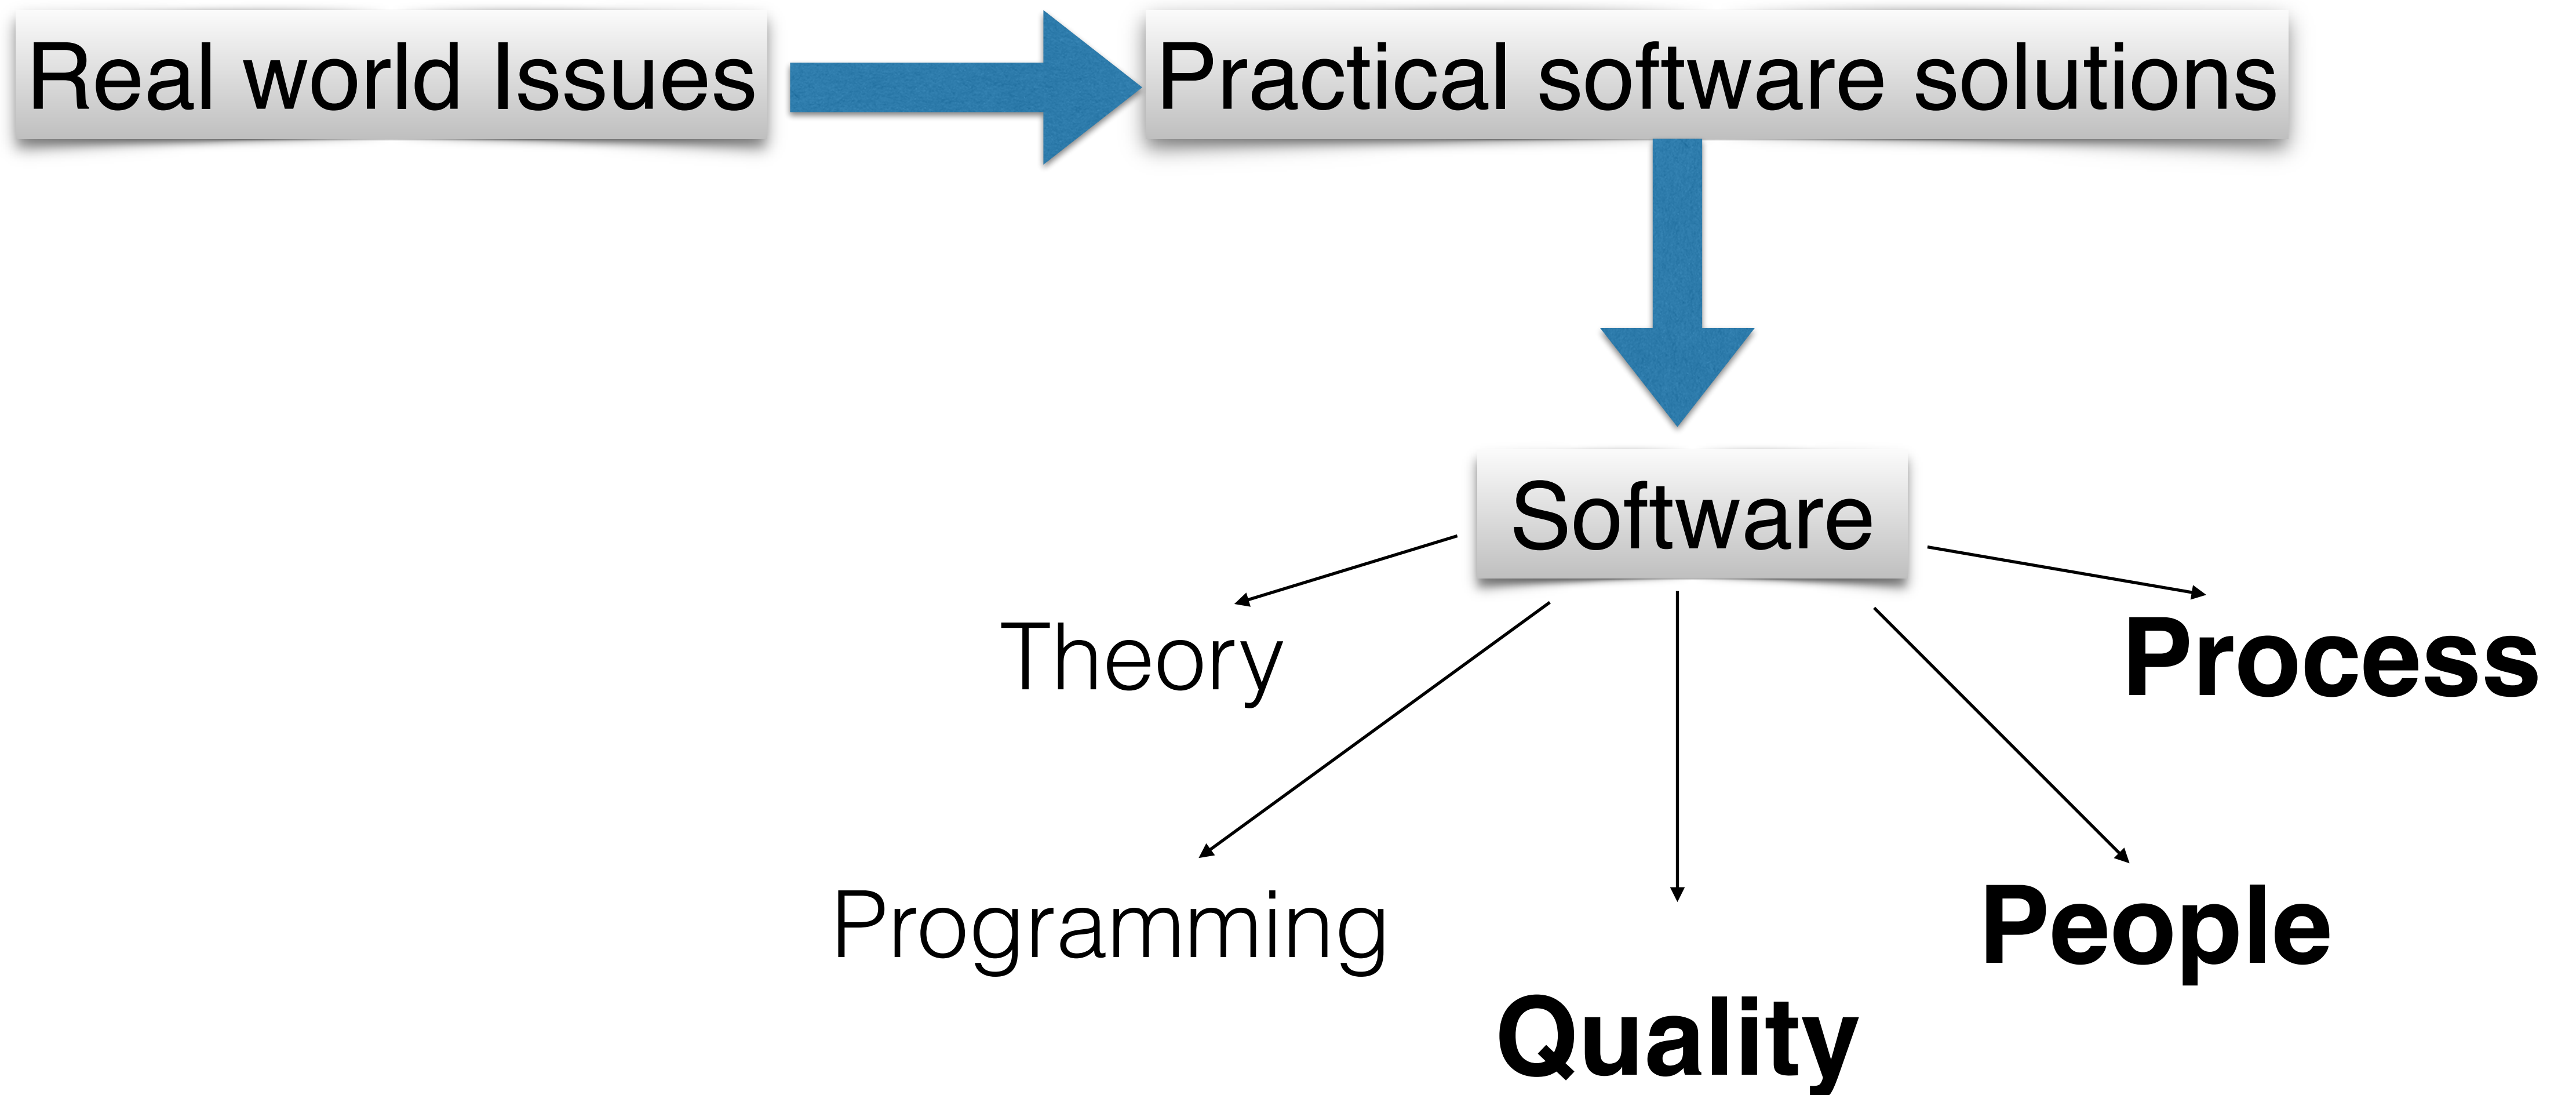 Real world Issues
Practical software solutions
Software
Theory
Process
Programming
People
Quality